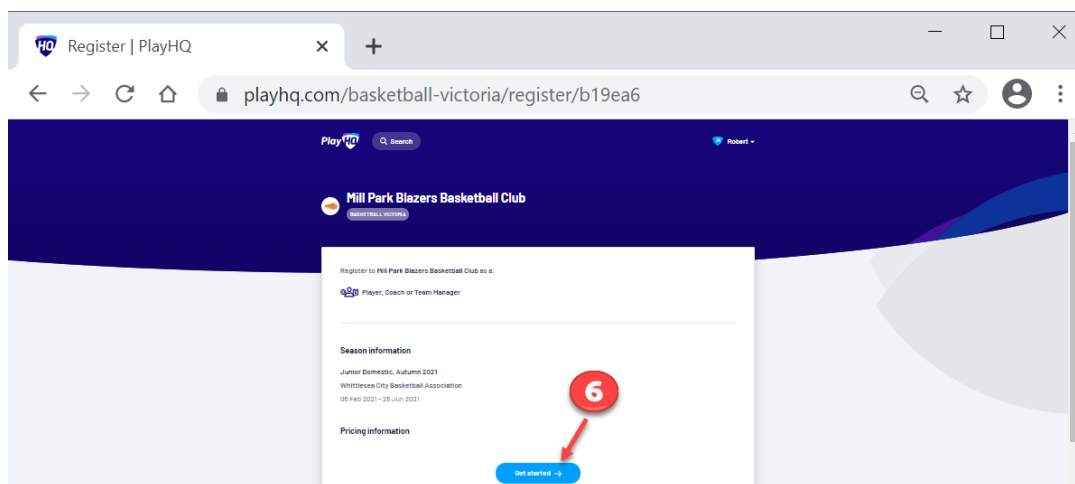 Register | PlayHQ
playhq.com/basketball-victoria/register/b19ea6
Play HQ Search Robert
Mill Park Blazers Basketball Club
BASKETBALL VICTORIA
Register to Mill Park Blazers Basketball Club as a:
Player, Coach or Team Manager
Season information
Junior Domestic, Autumn 2021
Whittlesea City Basketball Association
06 Feb 2021 - 28 Jun 2021
6
Pricing information
Get started →